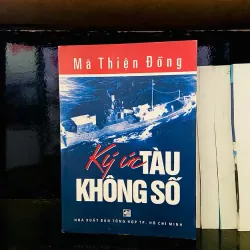 Mã Thiện Đồng
Ký ức TÀU
KHÔNG SỐ
NHÀ XUẤT BẢN TỔNG HỢP TP. HỒ CHÍ MINH